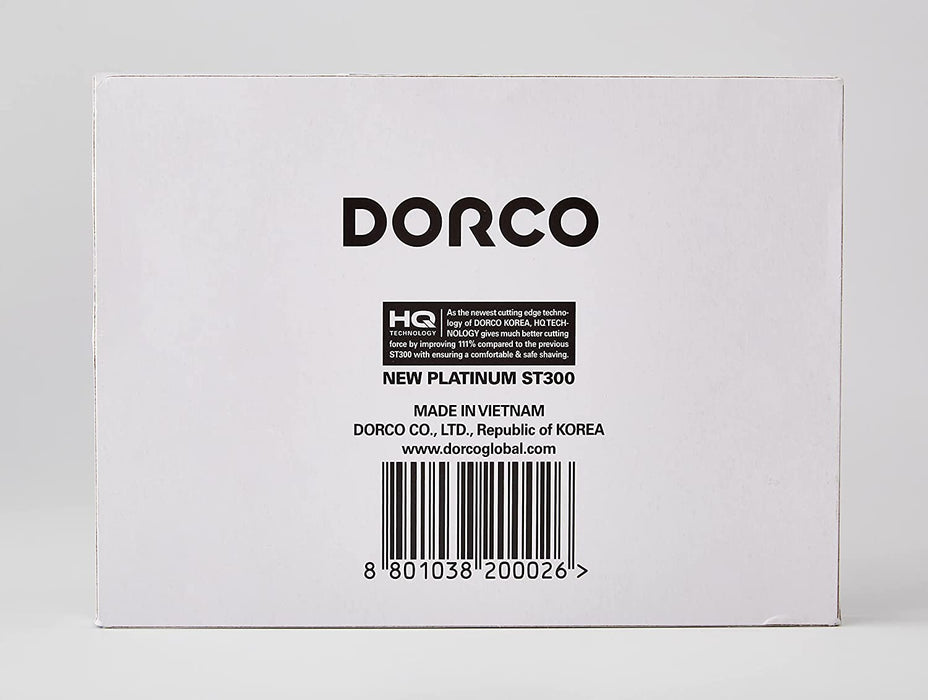 DORCO
HQ
TECHNOLOGY
As the newest cutting edge techno-
logy of DORCO KOREA, HQ TECH-
NOLOGY gives much better cutting
force by improving 111% compared to the previous
ST300 with ensuring a comfortable & safe shaving.
NEW PLATINUM ST300
MADE IN VIETNAM
DORCO CO., LTD., Republic of KOREA
www.dorcoglobal.com
8 801038 200026 >